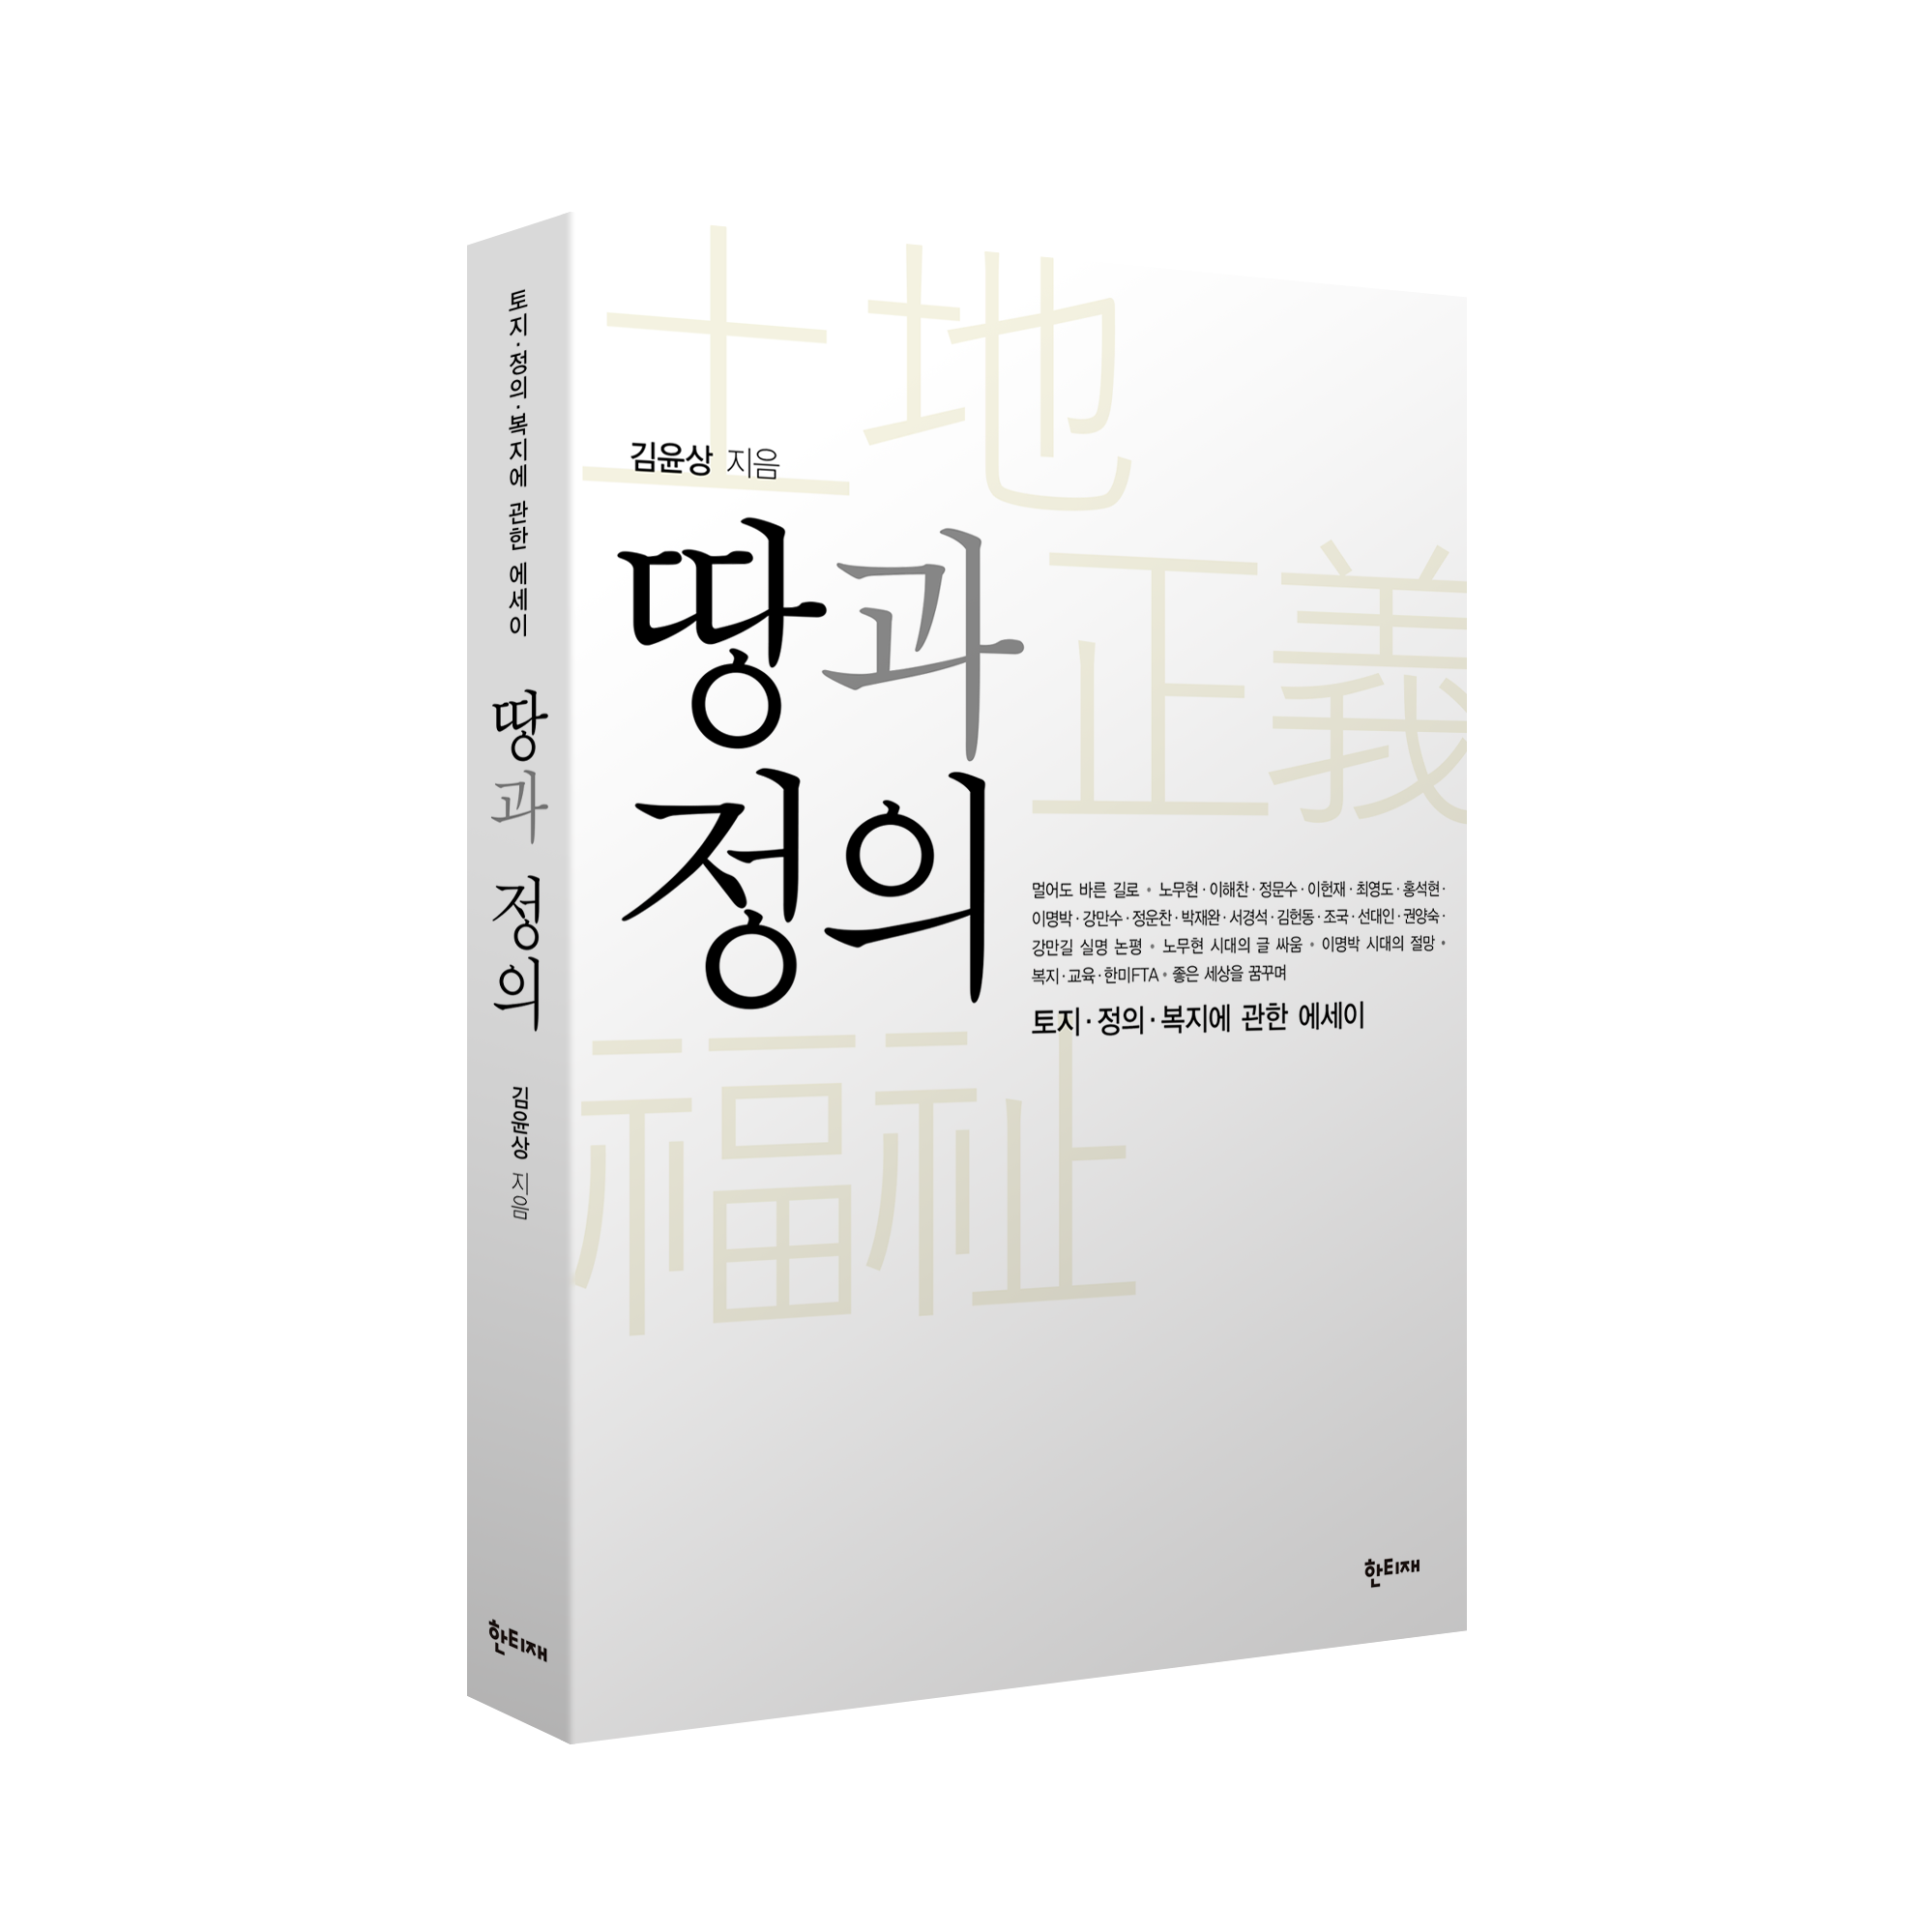 토지·정의·복지에 관한 에세이
땅과 정의
김윤상 지음
한티재
土地
김윤상 지음
땅과
正義
정의
멀어도 바른 길로 • 노무현·이해찬·정문수·이헌재·최영도·홍석현·
이명박·강만수·정운찬·박재완·서경석·김헌동·조국·선대인·권양숙·
강만길 실명 논평 • 노무현 시대의 글 싸움 • 이명박 시대의 절망 •
복지·교육·한미FTA • 좋은 세상을 꿈꾸며
토지·정의·복지에 관한 에세이
福祉
한티재